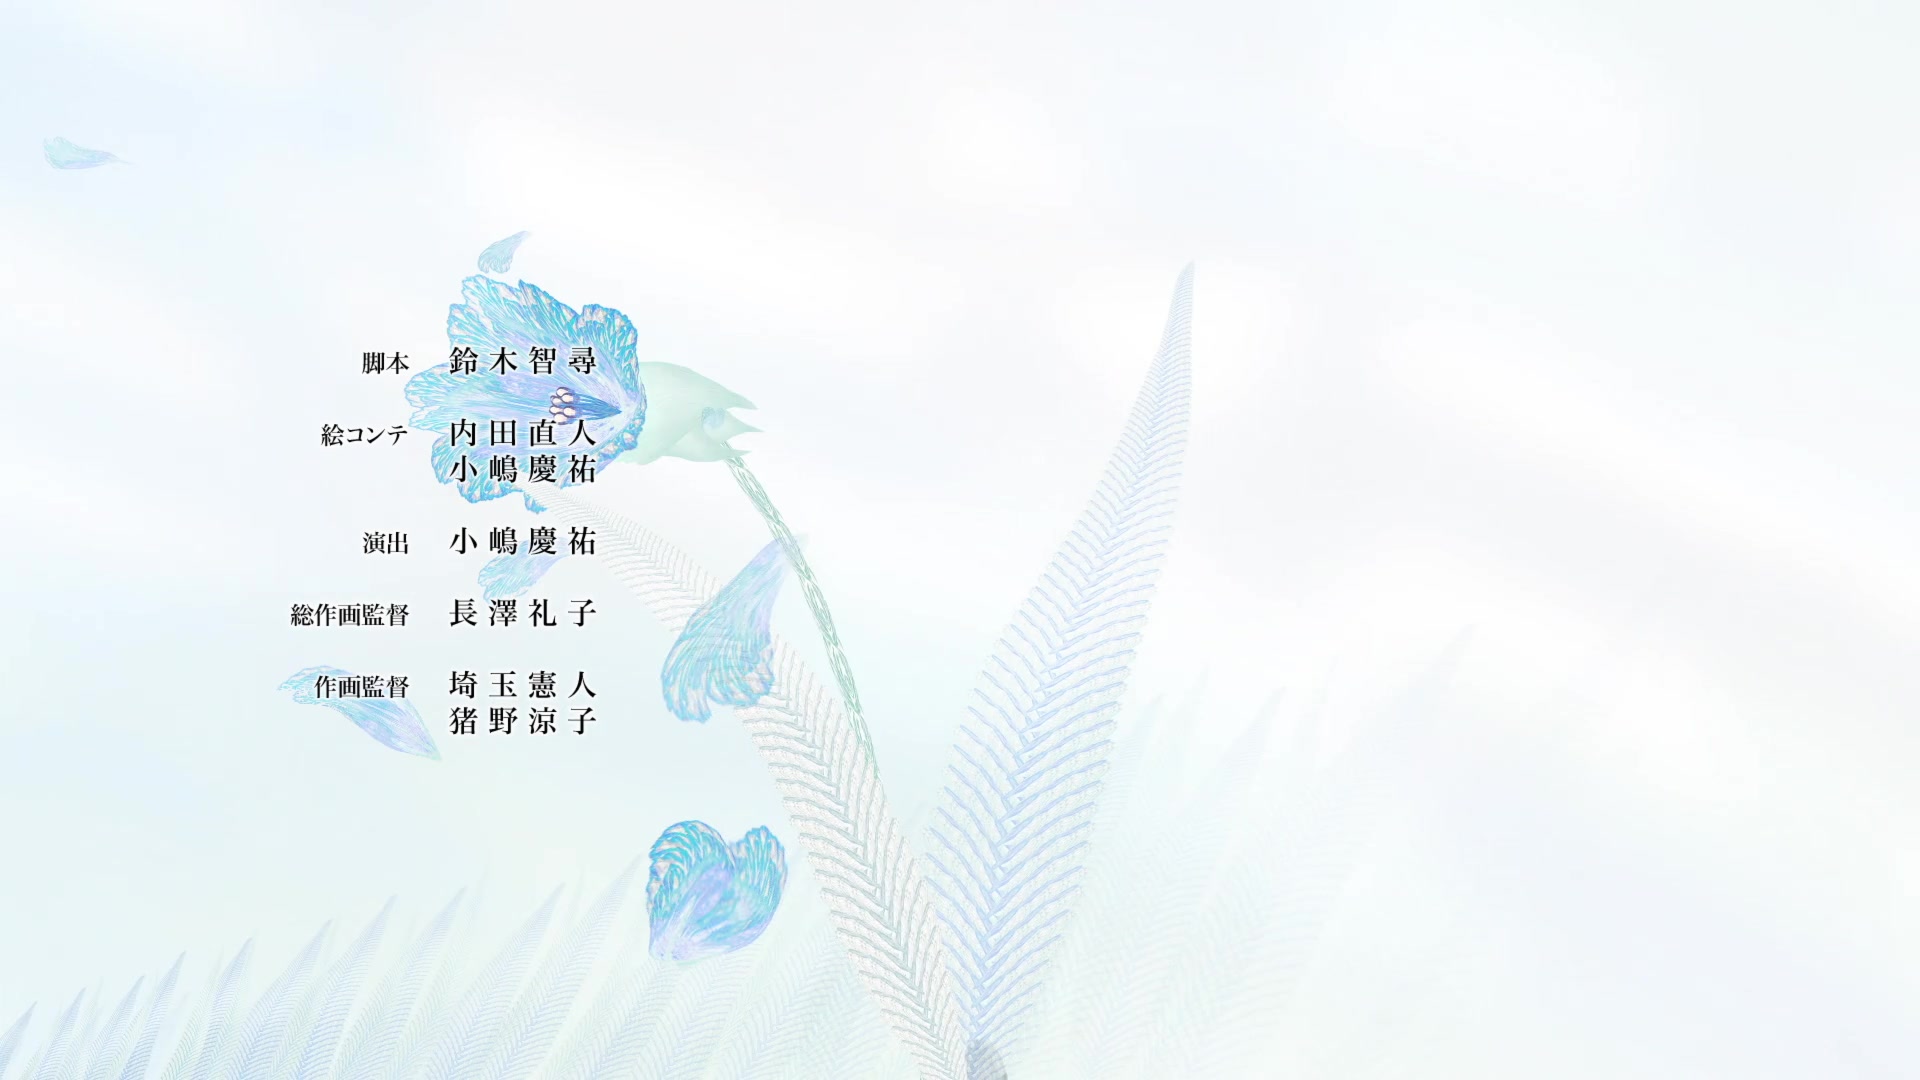 脚本 鈴木智尋
絵コンテ 内田直人
小嶋慶祐
演出 小嶋慶祐
総作画監督 長澤礼子
作画監督 埼玉憲人
猪野涼子